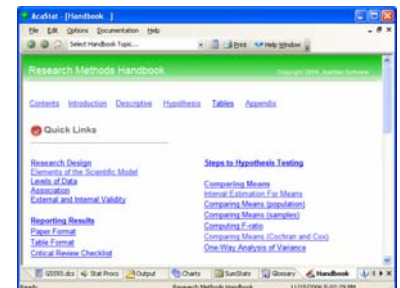 AcaStat - [Handbook ]
File Edit Options Documentation Help
Select Handbook Topic... Print Help Window
Research Methods Handbook Copyright 2004, AcaStat Software
Contents Introduction Descriptive Hypothesis Tables Appendix
Quick Links
Research Design
Elements of the Scientific Model
Levels of Data
Association
External and Internal Validity
Reporting Results
Paper Format
Table Format
Critical Review Checklist
Steps to Hypothesis Testing
Comparing Means
Interval Estimation For Means
Comparing Means (population)
Comparing Means (samples)
Computing F-ratio
Comparing Means (Cochran and Cox)
One-Way Analysis of Variance
GSS93.dcs Stat Procs Output Charts SunStats Glossary Handbook
Ready Research Methods Handbook